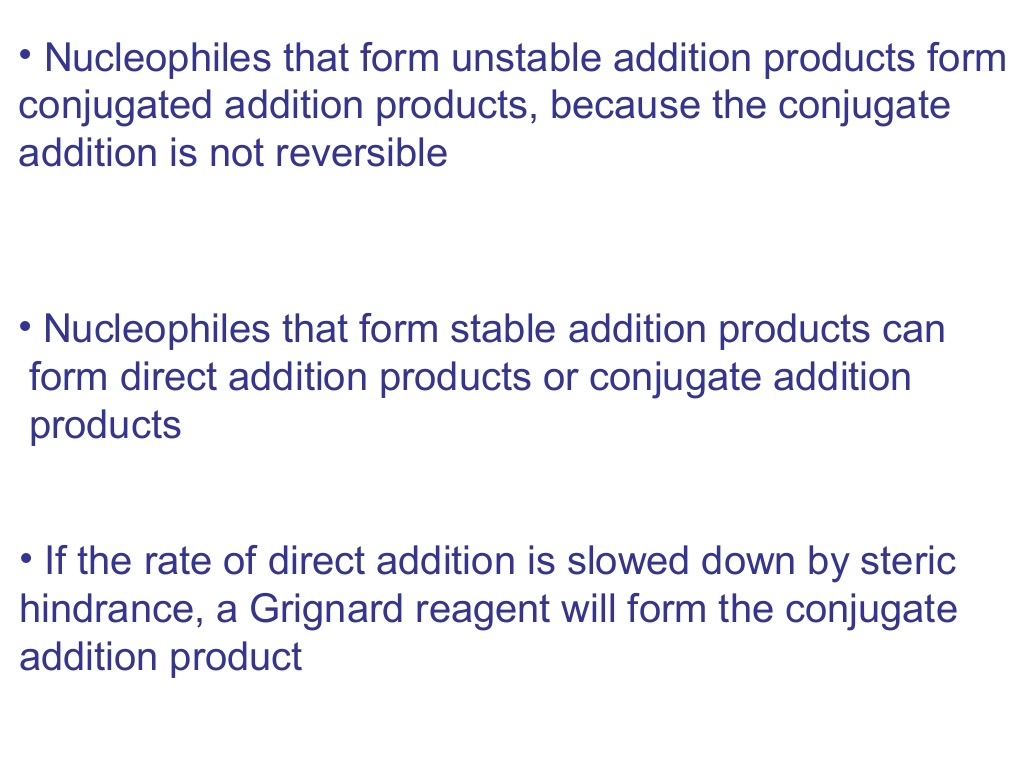 • Nucleophiles that form unstable addition products form
conjugated addition products, because the conjugate
addition is not reversible
• Nucleophiles that form stable addition products can
form direct addition products or conjugate addition
products
• If the rate of direct addition is slowed down by steric
hindrance, a Grignard reagent will form the conjugate
addition product